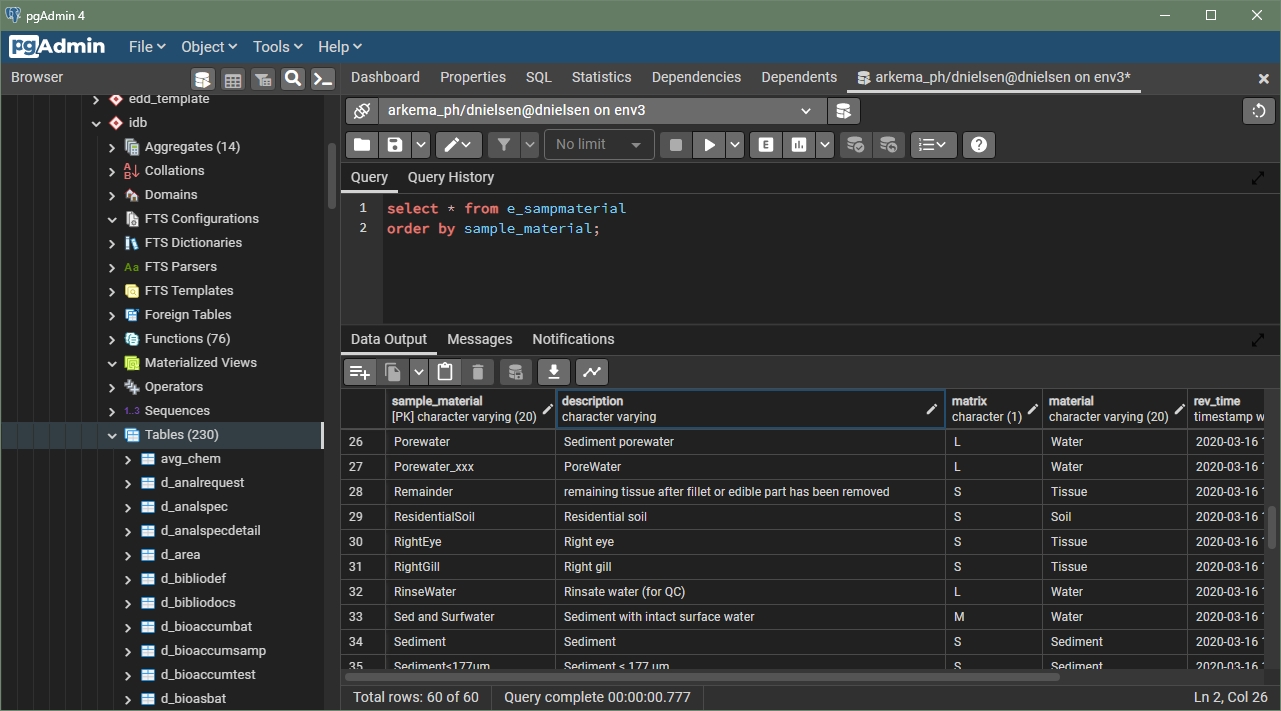 pgAdmin 4
pgAdmin File Object Tools Help
Browser
Dashboard Properties SQL Statistics Dependencies Dependents arkema_ph/dnielsen@dnielsen on env3*
edd_template
idb
Aggregates (14)
Collations
Domains
FTS Configurations
FTS Dictionaries
Aa FTS Parsers
FTS Templates
Foreign Tables
Functions (76)
Materialized Views
Operators
1..3 Sequences
Tables (230)
avg_chem
d_analrequest
d_analspec
d_analspecdetail
d_area
d_bibliodef
d_bibliodocs
d_bioaccumbat
d_bioaccumsamp
d_bioaccumtest
d_bioasbat
arkema_ph/dnielsen@dnielsen on env3
No limit E
Query Query History
1 select * from e_sampmaterial
2 order by sample_material;
Data Output Messages Notifications
sample_material description matrix material rev_time
[PK] character varying (20) character varying character (1) character varying (20) timestamp w
26 Porewater Sediment porewater L Water 2020-03-16
27 Porewater_xxx PoreWater L Water 2020-03-16
28 Remainder remaining tissue after fillet or edible part has been removed S Tissue 2020-03-16
29 ResidentialSoil Residential soil S Soil 2020-03-16
30 RightEye Right eye S Tissue 2020-03-16
31 RightGill Right gill S Tissue 2020-03-16
32 RinseWater Rinsate water (for QC) L Water 2020-03-16
33 Sed and Surfwater Sediment with intact surface water M Water 2020-03-16
34 Sediment Sediment S Sediment 2020-03-16
35 Sediment<177um Sediment < 177 um S Sediment 2020-03-16
Total rows: 60 of 60 Query complete 00:00:00.777 Ln 2, Col 26